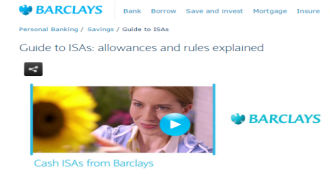 BARCLAYS
Bank Borrow Save and invest Mortgage Insure
Personal Banking / Savings / Guide to ISAs
Guide to ISAs: allowances and rules explained
BARCLAYS
Cash ISAs from Barclays